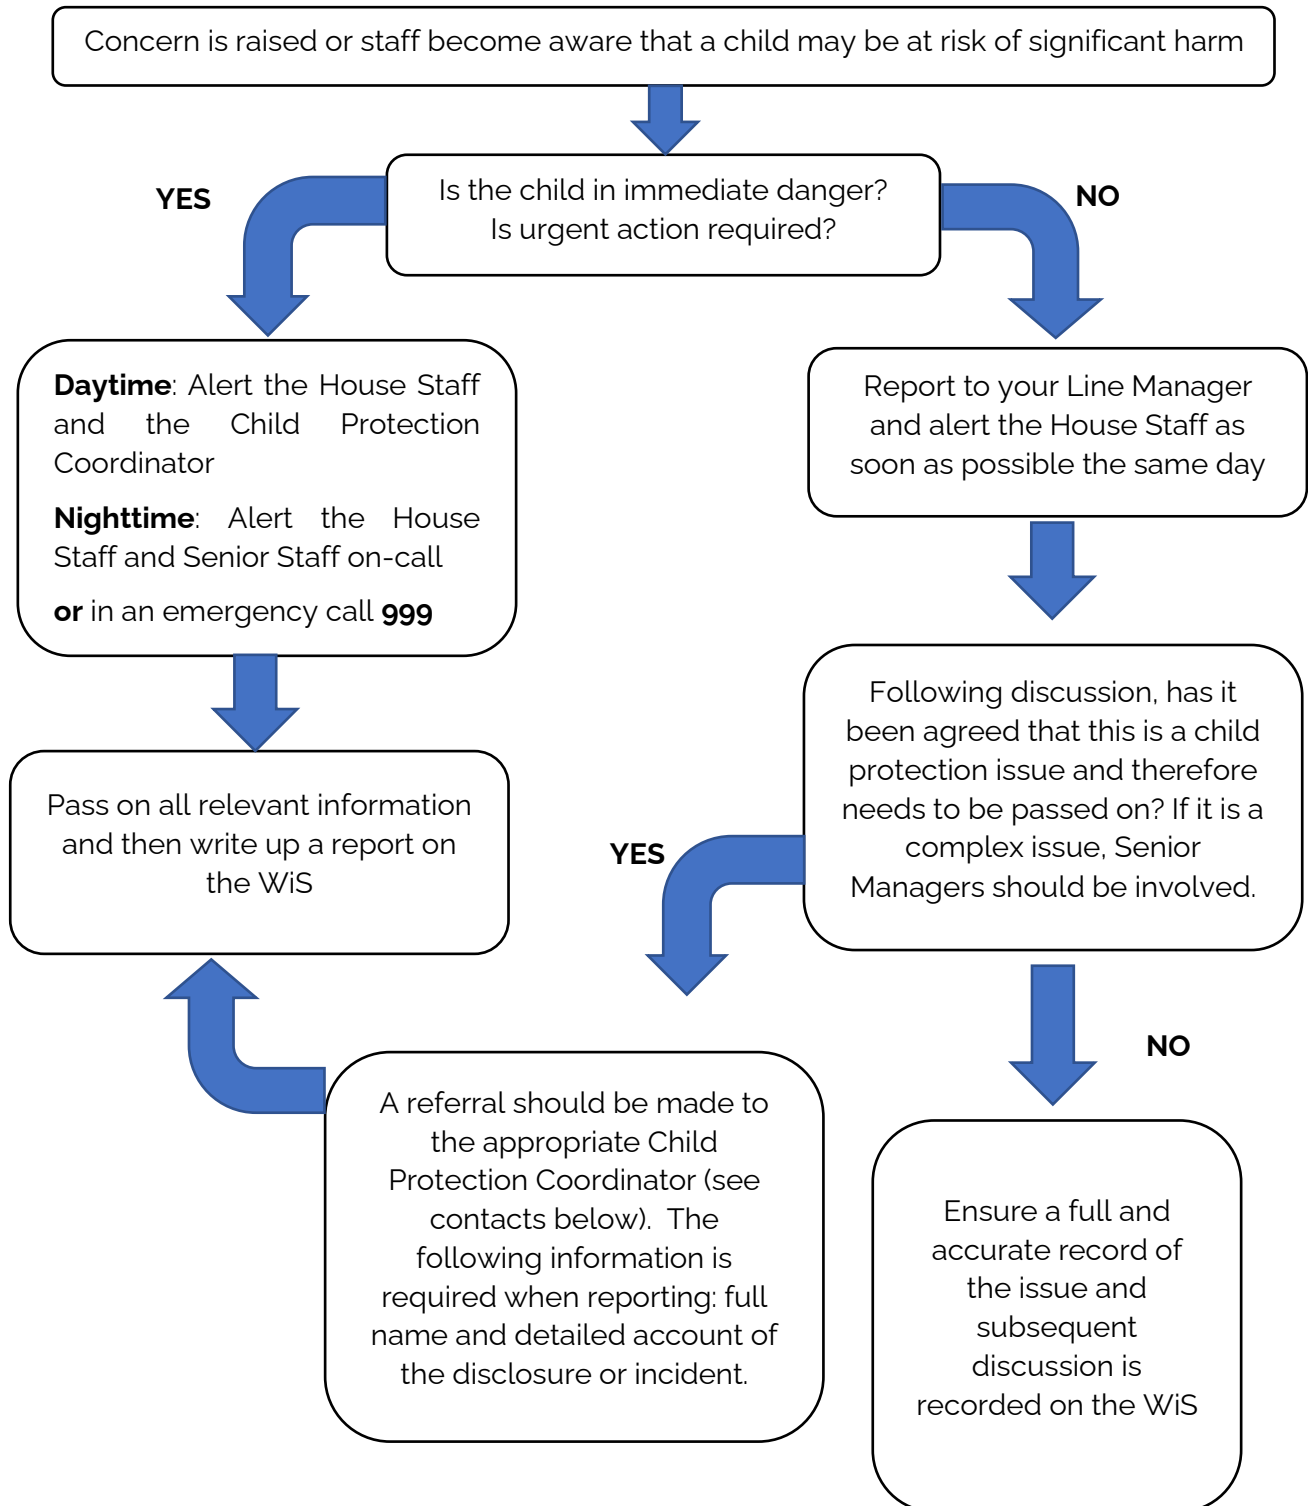 Concern is raised or staff become aware that a child may be at risk of significant harm
YES
Is the child in immediate danger?
Is urgent action required?
NO
Daytime: Alert the House Staff
and the Child Protection
Coordinator
Nighttime: Alert the House
Staff and Senior Staff on-call
or in an emergency call 999
Report to your Line Manager
and alert the House Staff as
soon as possible the same day
Pass on all relevant information
and then write up a report on
the WiS
Following discussion, has it
been agreed that this is a child
protection issue and therefore
needs to be passed on? If it is a
complex issue, Senior
Managers should be involved.
YES
NO
A referral should be made to
the appropriate Child
Protection Coordinator (see
contacts below). The
following information is
required when reporting: full
name and detailed account of
the disclosure or incident.
Ensure a full and
accurate record of
the issue and
subsequent
discussion is
recorded on the WiS